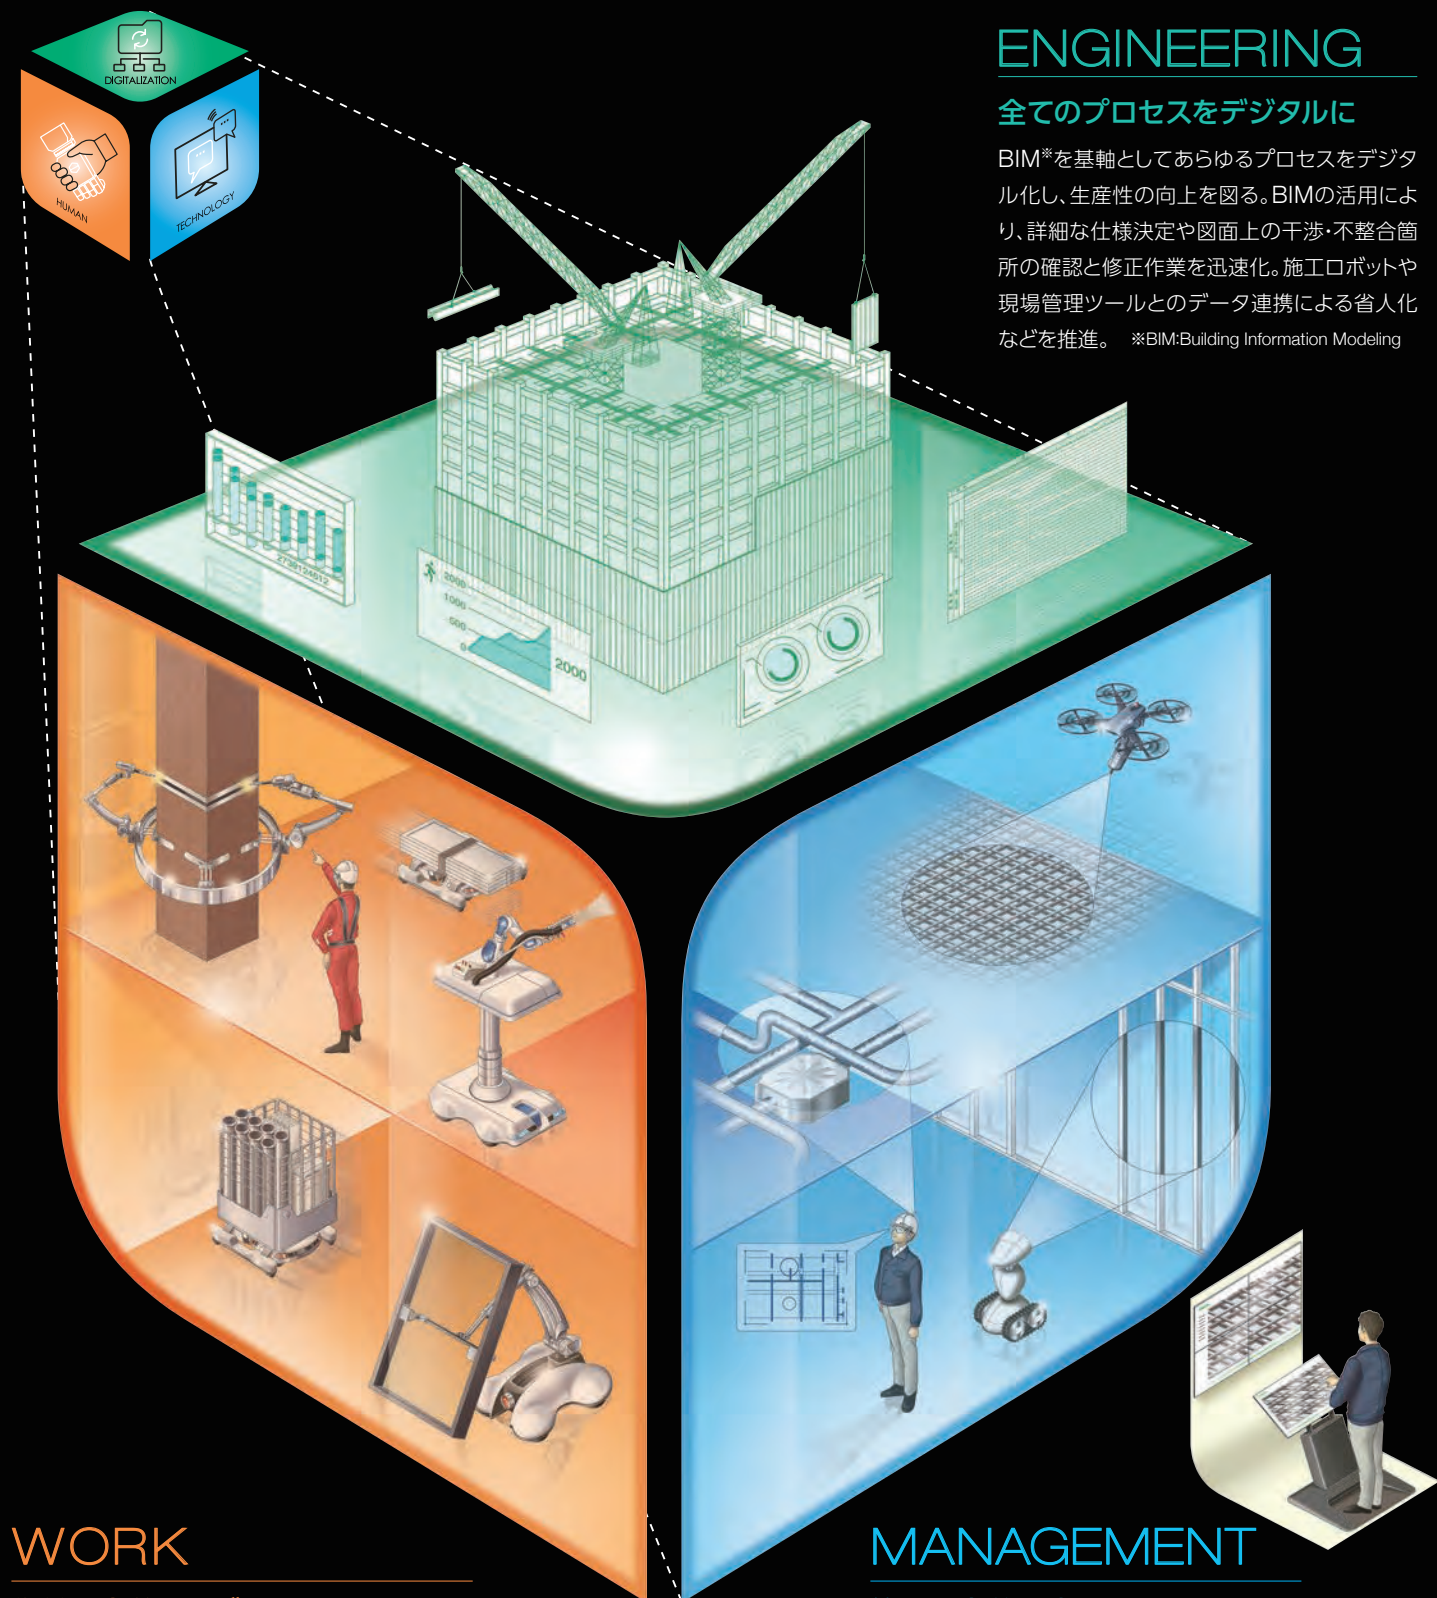 DIGITALIZATION
HUMAN
TECHNOLOGY
ENGINEERING
全てのプロセスをデジタルに
BIM※を基軸としてあらゆるプロセスをデジタ
ル化し、生産性の向上を図る。BIMの活用によ
り、詳細な仕様決定や図面上の干渉・不整合箇
所の確認と修正作業を迅速化。施工ロボットや
現場管理ツールとのデータ連携による省人化
などを推進。 ※BIM:Building Information Modeling
2000
1000
500
0
2000
WORK
MANAGEMENT